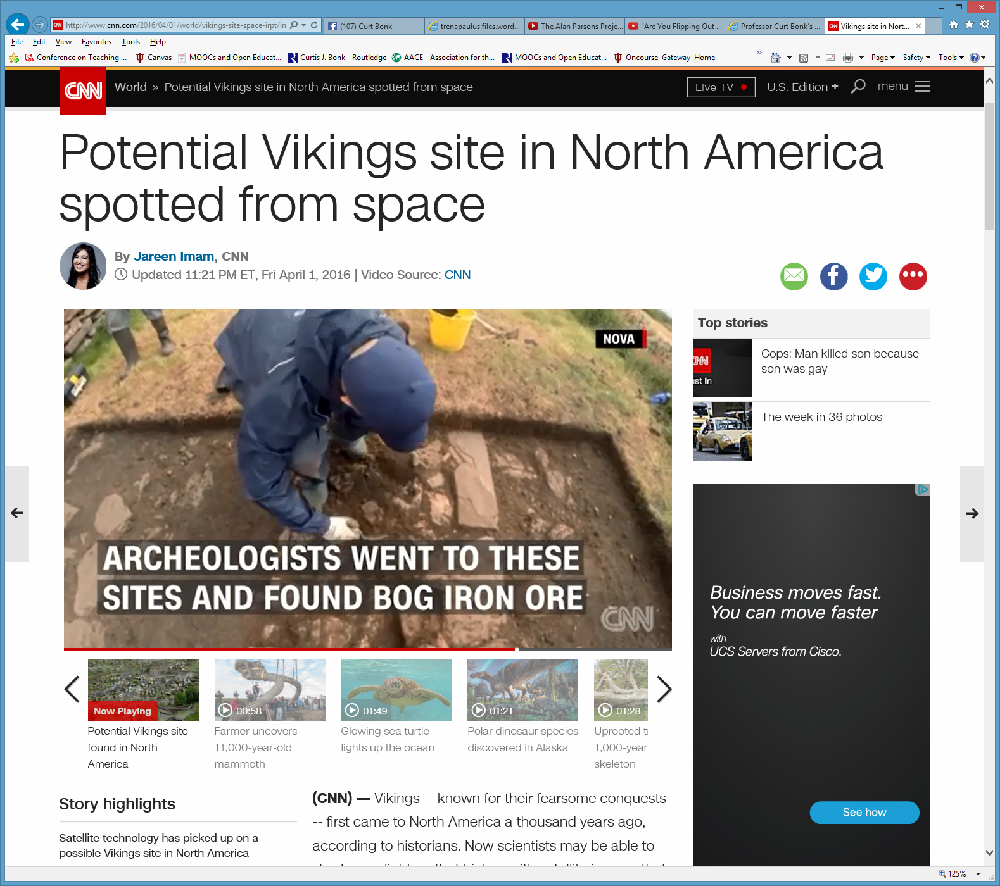 http://www.cnn.com/2016/04/01/world/vikings-site-space-irpt/in
(107) Curt Bonk
trenapaulus.files.word...
The Alan Parsons Proje...
"Are You Flipping Out ...
Professor Curt Bonk's ...
Vikings site in Nort...
File Edit View Favorites Tools Help
Conference on Teaching ...
Canvas
MOOCs and Open Educat...
Curtis J. Bonk - Routledge
AACE - Association for th...
MOOCs and Open Educat...
Oncourse Gateway Home
Page Safety Tools
CNN
World » Potential Vikings site in North America spotted from space
Live TV
U.S. Edition +
menu
Potential Vikings site in North America
spotted from space
By Jareen Imam, CNN
Updated 11:21 PM ET, Fri April 1, 2016 | Video Source: CNN
NOVA
ARCHEOLOGISTS WENT TO THESE
SITES AND FOUND BOG IRON ORE
CNN
Top stories
CNN
ust In
Cops: Man killed son because
son was gay
The week in 36 photos
Business moves fast.
You can move faster
with
UCS Servers from Cisco.
See how
Now Playing
Potential Vikings site
found in North
America
00:58
Farmer uncovers
11,000-year-old
mammoth
01:49
Glowing sea turtle
lights up the ocean
01:21
Polar dinosaur species
discovered in Alaska
01:28
Uprooted t
1,000-year
skeleton
Story highlights
Satellite technology has picked up on a
possible Vikings site in North America
(CNN) — Vikings -- known for their fearsome conquests
-- first came to North America a thousand years ago,
according to historians. Now scientists may be able to
125%